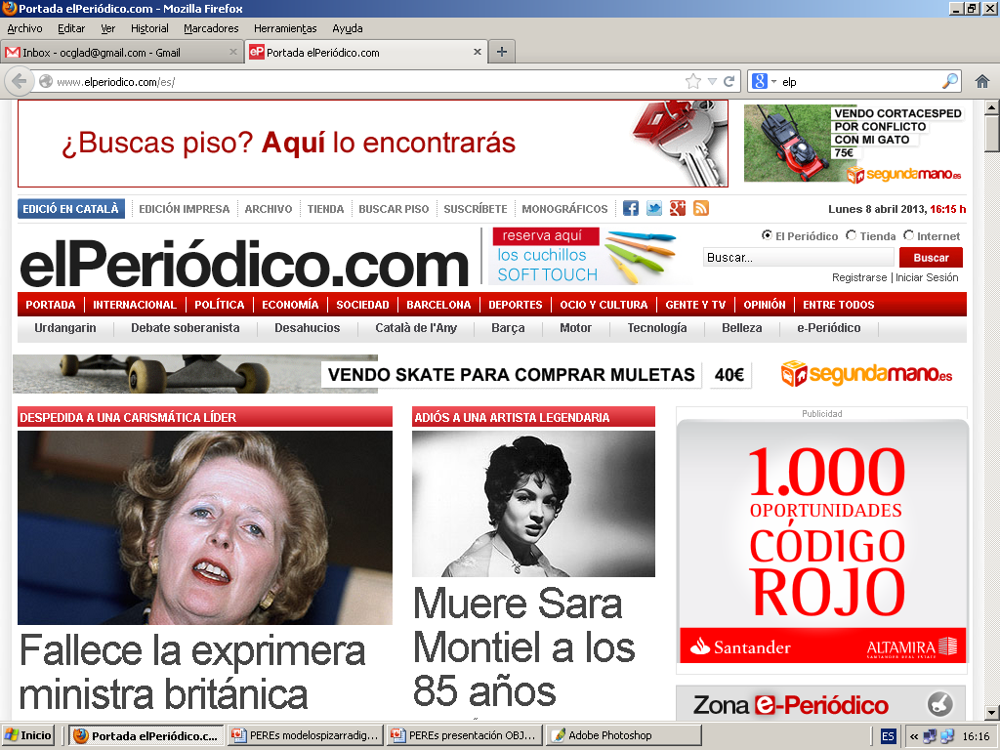 Portada elPeriódico.com - Mozilla Firefox
Archivo Editar Ver Historial Marcadores Herramientas Ayuda
Inbox - ocglad@gmail.com - Gmail
eP Portada elPeriódico.com
www.elperiodico.com/es/
8 elp
¿Buscas piso? Aquí lo encontrarás
VENDO CORTACESPED
POR CONFLICTO
CON MI GATO
75€
segundamano.es
EDICIÓ EN CATALÀ EDICIÓN IMPRESA ARCHIVO TIENDA BUSCAR PISO SUSCRÍBETE MONOGRÁFICOS
Lunes 8 abril 2013, 16:15 h
elPeriódico.com
reserva aquí
los cuchillos
SOFT TOUCH
El Periódico Tienda Internet
Buscar... Buscar
Registrarse | Iniciar Sesión
PORTADA INTERNACIONAL POLÍTICA ECONOMÍA SOCIEDAD BARCELONA DEPORTES OCIO Y CULTURA GENTE Y TV OPINIÓN ENTRE TODOS
Urdangarin Debate soberanista Desahucios Català de l'Any Barça Motor Tecnología Belleza e-Periódico
VENDO SKATE PARA COMPRAR MULETAS 40€ segundamano.es
DESPEDIDA A UNA CARISMÁTICA LÍDER
Fallece la exprimera
ministra británica
ADIÓS A UNA ARTISTA LEGENDARIA
Muere Sara
Montiel a los
85 años
Publicidad
1.000
OPORTUNIDADES
CÓDIGO
ROJO
Santander
ALTAMIRA
SANTANDER REAL ESTATE
Zona e-Periódico
Inicio Portada elPeriódico.c... PEREs modelospizarradig... PEREs presentación OBJ... Adobe Photoshop ES « 16:16